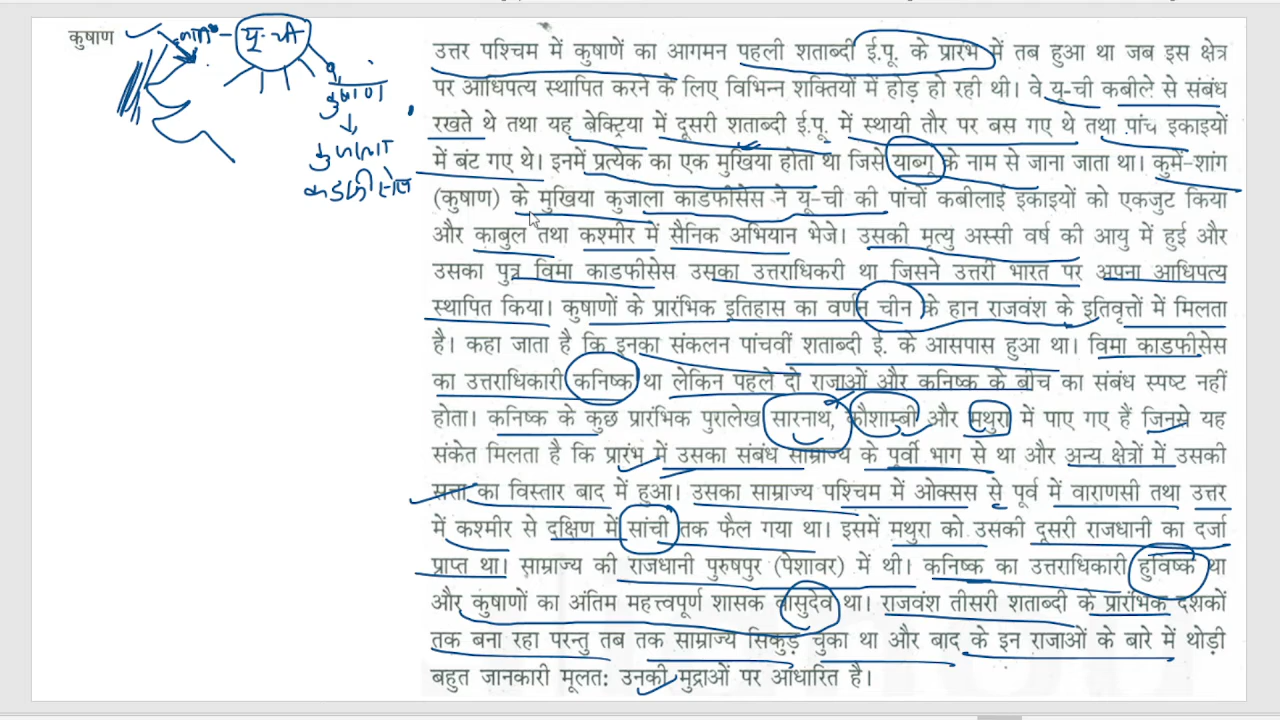 कुषाण
यू-ची
कुषाण
कुजाला
कडफीसेस
उत्तर पश्चिम में कुषाणों का आगमन पहली शताब्दी ई.पू. के प्रारंभ में तब हुआ था जब इस क्षेत्र
पर आधिपत्य स्थापित करने के लिए विभिन्न शक्तियों में होड़ हो रही थी। वे यू-ची कबीले से संबंध
रखते थे तथा यह बेक्ट्रिया में दूसरी शताब्दी ई.पू. में स्थायी तौर पर बस गए थे तथा पांच इकाइयों
में बंट गए थे। इनमें प्रत्येक का एक मुखिया होता था जिसे याब्गू के नाम से जाना जाता था। कुमें-शांग
(कुषाण) के मुखिया कुजाला काडफीसेस ने यू-ची की पांचों कबीलाई इकाइयों को एकजुट किया
और काबुल तथा कश्मीर में सैनिक अभियान भेजे। उसकी मृत्यु अस्सी वर्ष की आयु में हुई और
उसका पुत्र विमा काडफीसेस उसका उत्तराधिकरी था जिसने उत्तरी भारत पर अपना आधिपत्य
स्थापित किया। कुषाणों के प्रारंभिक इतिहास का वर्णन चीन के हान राजवंश के इतिवृत्तों में मिलता
है। कहा जाता है कि इनका संकलन पांचवीं शताब्दी ई. के आसपास हुआ था। विमा काडफीसेस
का उत्तराधिकारी कनिष्क था लेकिन पहले दो राजाओं और कनिष्क के बीच का संबंध स्पष्ट नहीं
होता। कनिष्क के कुछ प्रारंभिक पुरालेख सारनाथ, कौशाम्बी और मथुरा में पाए गए हैं जिनसे यह
संकेत मिलता है कि प्रारंभ में उसका संबंध साम्राज्य के पूर्वी भाग से था और अन्य क्षेत्रों में उसकी
सत्ता का विस्तार बाद में हुआ। उसका साम्राज्य पश्चिम में ओक्सस से पूर्व में वाराणसी तथा उत्तर
में कश्मीर से दक्षिण में सांची तक फैल गया था। इसमें मथुरा को उसकी दूसरी राजधानी का दर्जा
प्राप्त था। साम्राज्य की राजधानी पुरुषपुर (पेशावर) में थी। कनिष्क का उत्तराधिकारी हुविष्क था
और कुषाणों का अंतिम महत्त्वपूर्ण शासक वासुदेव था। राजवंश तीसरी शताब्दी के प्रारंभिक दशकों
तक बना रहा परन्तु तब तक साम्राज्य सिकुड़ चुका था और बाद के इन राजाओं के बारे में थोड़ी
बहुत जानकारी मूलतः उनकी मुद्राओं पर आधारित है।